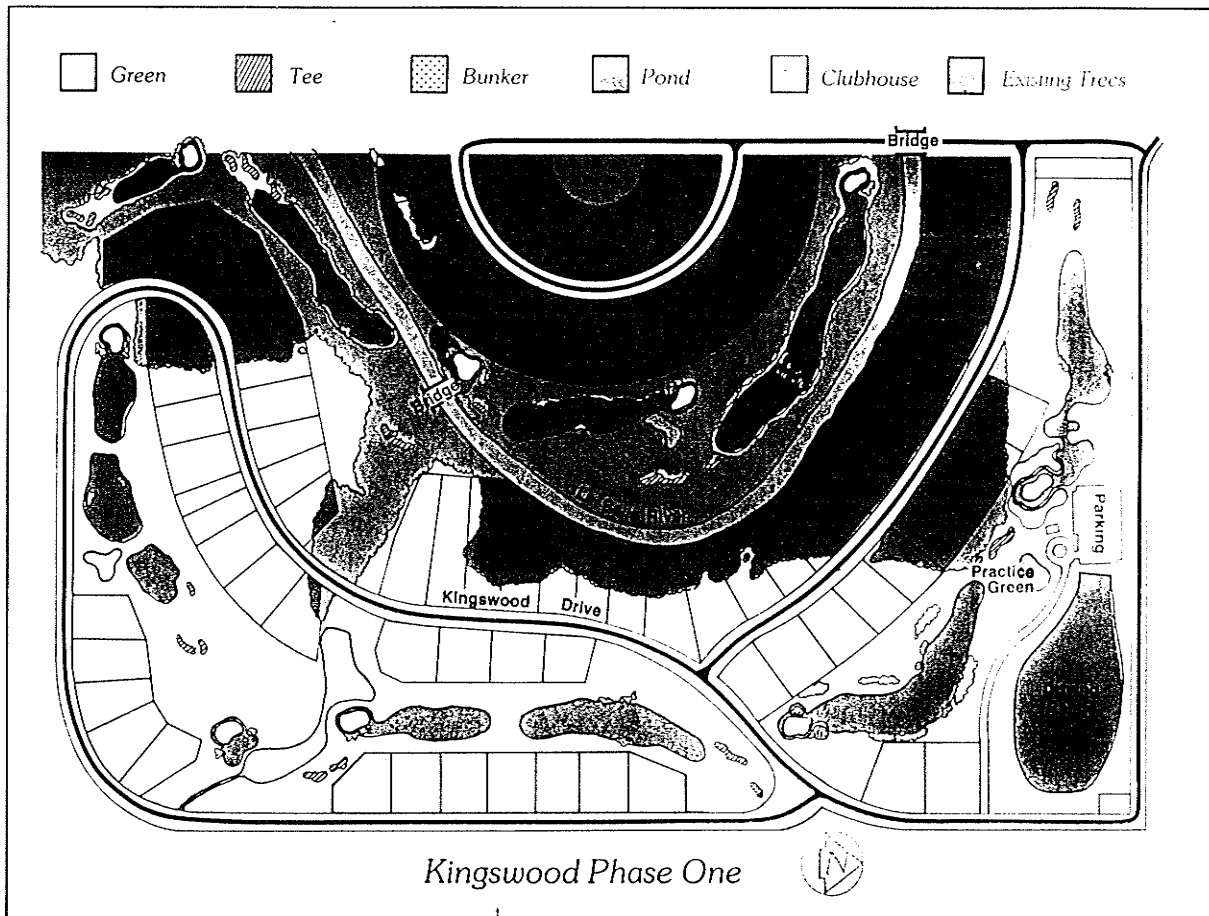 Green
Tee
Bunker
Pond
Clubhouse
Existing Trees
Bridge
Bridge
Parking
Practice
Green
Kingswood Drive
Kingswood Phase One
N